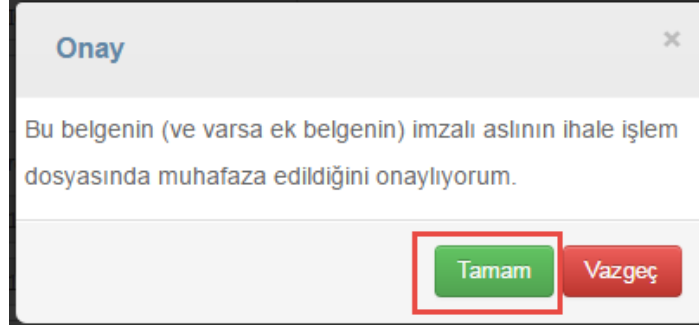 Onay ×
Bu belgenin (ve varsa ek belgenin) imzalı aslının ihale işlem
dosyasında muhafaza edildiğini onaylıyorum.
Tamam Vazgeç